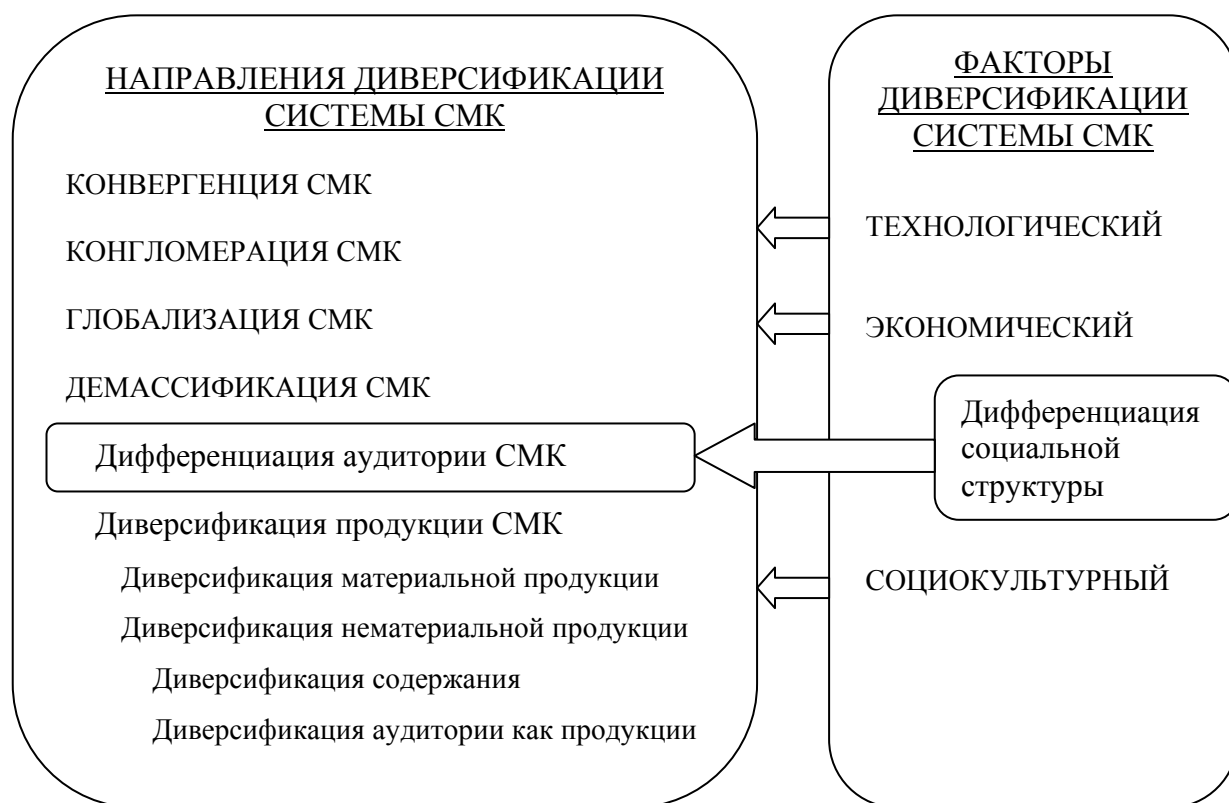 НАПРАВЛЕНИЯ ДИВЕРСИФИКАЦИИ
СИСТЕМЫ СМК
КОНВЕРГЕНЦИЯ СМК
КОНГЛОМЕРАЦИЯ СМК
ГЛОБАЛИЗАЦИЯ СМК
ДЕМАССИФИКАЦИЯ СМК
Дифференциация аудитории СМК
Диверсификация продукции СМК
Диверсификация материальной продукции
Диверсификация нематериальной продукции
Диверсификация содержания
Диверсификация аудитории как продукции
ФАКТОРЫ
ДИВЕРСИФИКАЦИИ
СИСТЕМЫ СМК
ТЕХНОЛОГИЧЕСКИЙ
ЭКОНОМИЧЕСКИЙ
Дифференциация
социальной
структуры
СОЦИОКУЛЬТУРНЫЙ